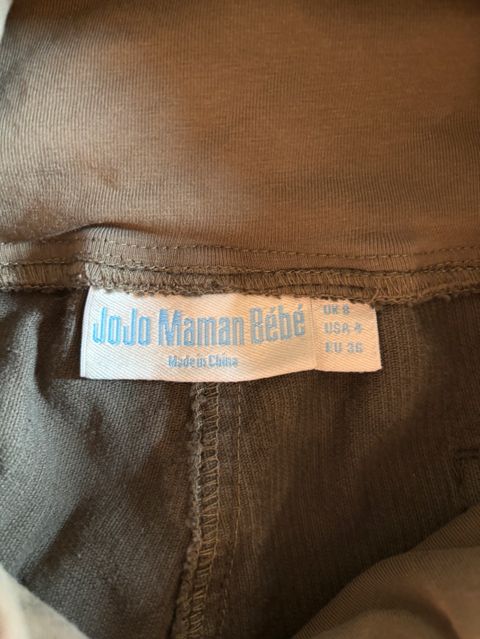 JoJo Maman Bébé
Made in China
UK 8
USA 4
EU 36